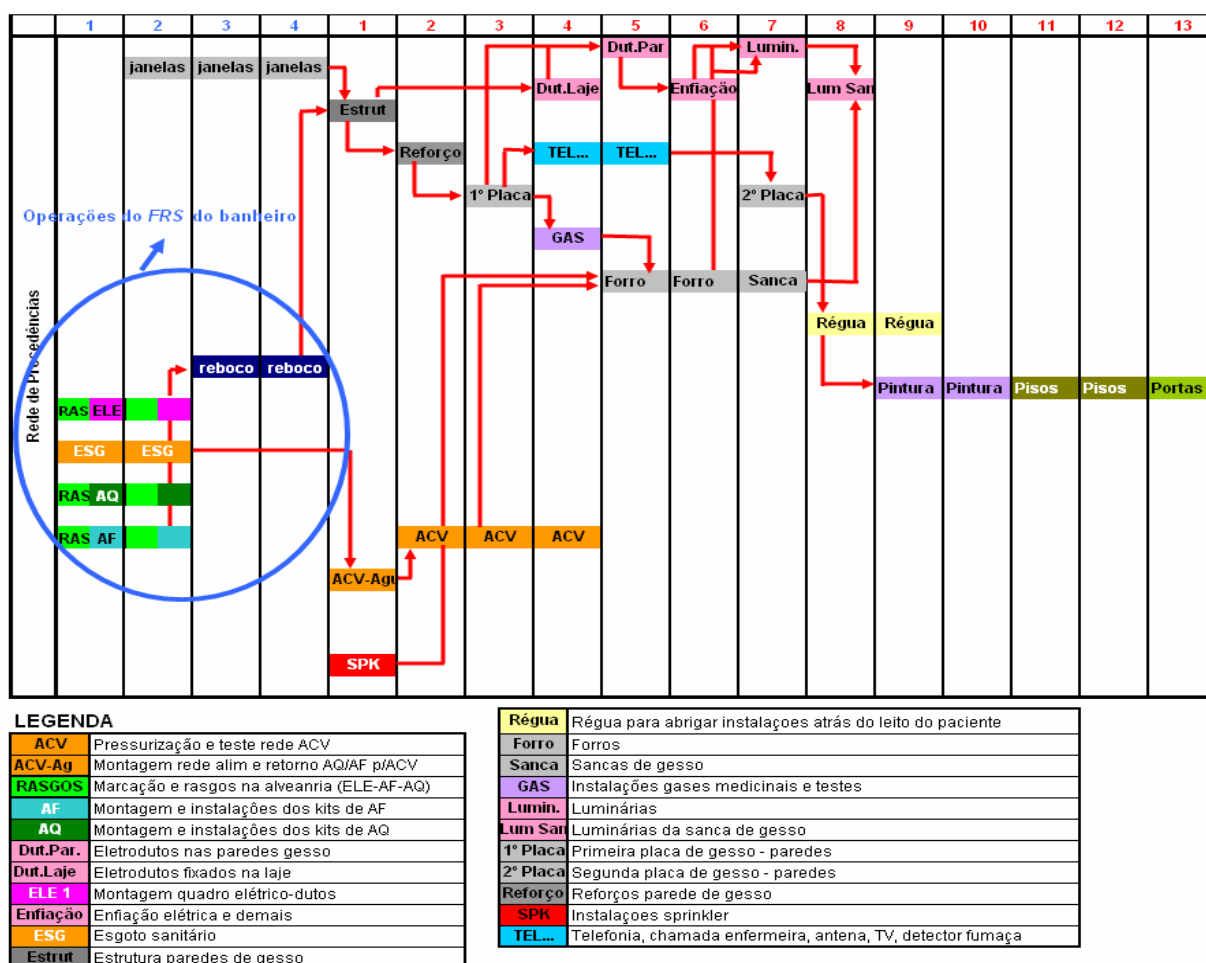 1 2 3 4 1 2 3 4 5 6 7 8 9 10 11 12 13
Dut.Par Lumin.
janelas janelas janelas
Dut.Laje Enfiação Lum San
Estrut
Reforço TEL... TEL...
1º Placa 2º Placa
Operações do FRS do banheiro
GAS
Forro Forro Sanca
Rede de Procedências
Régua Régua
reboco reboco
Pintura Pintura Pisos Pisos Portas
RAS ELE
ESG ESG
RAS AQ
RAS AF
ACV ACV ACV
ACV-Agu
SPK
LEGENDA
ACV Pressurização e teste rede ACV
ACV-Ag Montagem rede alim e retorno AQ/AF p/ACV
RASGOS Marcação e rasgos na alveanria (ELE-AF-AQ)
AF Montagem e instalações dos kits de AF
AQ Montagem e instalações dos kits de AQ
Dut.Par. Eletrodutos nas paredes gesso
Dut.Laje Eletrodutos fixados na laje
ELE 1 Montagem quadro elétrico-dutos
Enfiação Enfiação elétrica e demais
ESG Esgoto sanitário
Estrut Estrutura paredes de gesso
Régua Régua para abrigar instalaçoes atrás do leito do paciente
Forro Forros
Sanca Sancas de gesso
GAS Instalações gases medicinais e testes
Lumin. Luminárias
Lum San Luminárias da sanca de gesso
1º Placa Primeira placa de gesso - paredes
2º Placa Segunda placa de gesso - paredes
Reforço Reforços parede de gesso
SPK Instalaçoes sprinkler
TEL... Telefonia, chamada enfermeira, antena, TV, detector fumaça